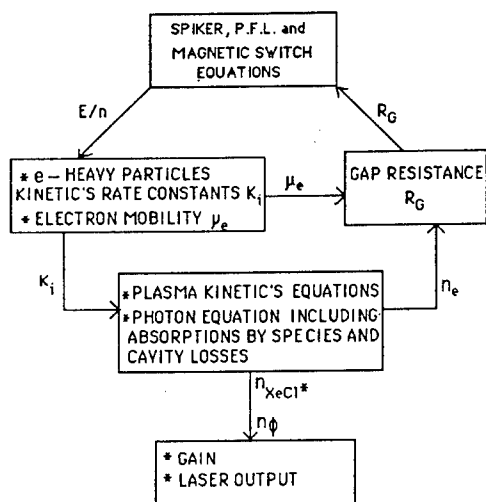 SPIKER, P.F.L. and
MAGNETIC SWITCH
EQUATIONS
E/n
R_G
* e- HEAVY PARTICLES
KINETIC'S RATE CONSTANTS K_i
* ELECTRON MOBILITY μ_e
μ_e
GAP RESISTANCE
R_G
K_i
n_e
*PLASMA KINETIC'S EQUATIONS
*PHOTON EQUATION INCLUDING
ABSORPTIONS BY SPECIES AND
CAVITY LOSSES
n_XeCl*
n_ϕ
* GAIN
* LASER OUTPUT